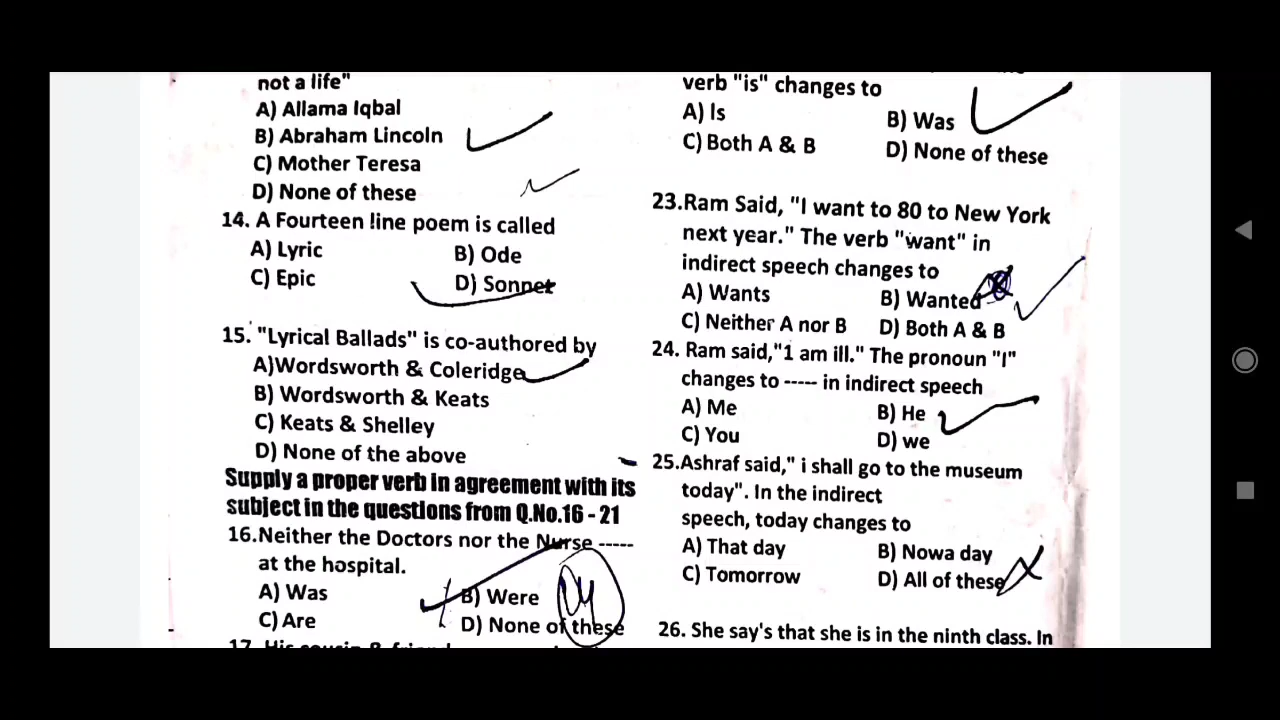 not a life"
A) Allama Iqbal
B) Abraham Lincoln
C) Mother Teresa
D) None of these
14. A Fourteen line poem is called
A) Lyric B) Ode
C) Epic D) Sonnet
15. "Lyrical Ballads" is co-authored by
A)Wordsworth & Coleridge
B) Wordsworth & Keats
C) Keats & Shelley
D) None of the above
Supply a proper verb in agreement with its
subject in the questions from Q.No.16 - 21
16.Neither the Doctors nor the Nurse -----
at the hospital.
A) Was B) Were
C) Are D) None of these
17. His cousin & friend
verb "is" changes to
A) Is B) Was
C) Both A & B D) None of these
23.Ram Said, "I want to 80 to New York
next year." The verb "want" in
indirect speech changes to
A) Wants B) Wanted
C) Neither A nor B D) Both A & B
24. Ram said,"1 am ill." The pronoun "I"
changes to ----- in indirect speech
A) Me B) He
C) You D) we
25.Ashraf said," i shall go to the museum
today". In the indirect
speech, today changes to
A) That day B) Nowa day
C) Tomorrow D) All of these
26. She say's that she is in the ninth class. In